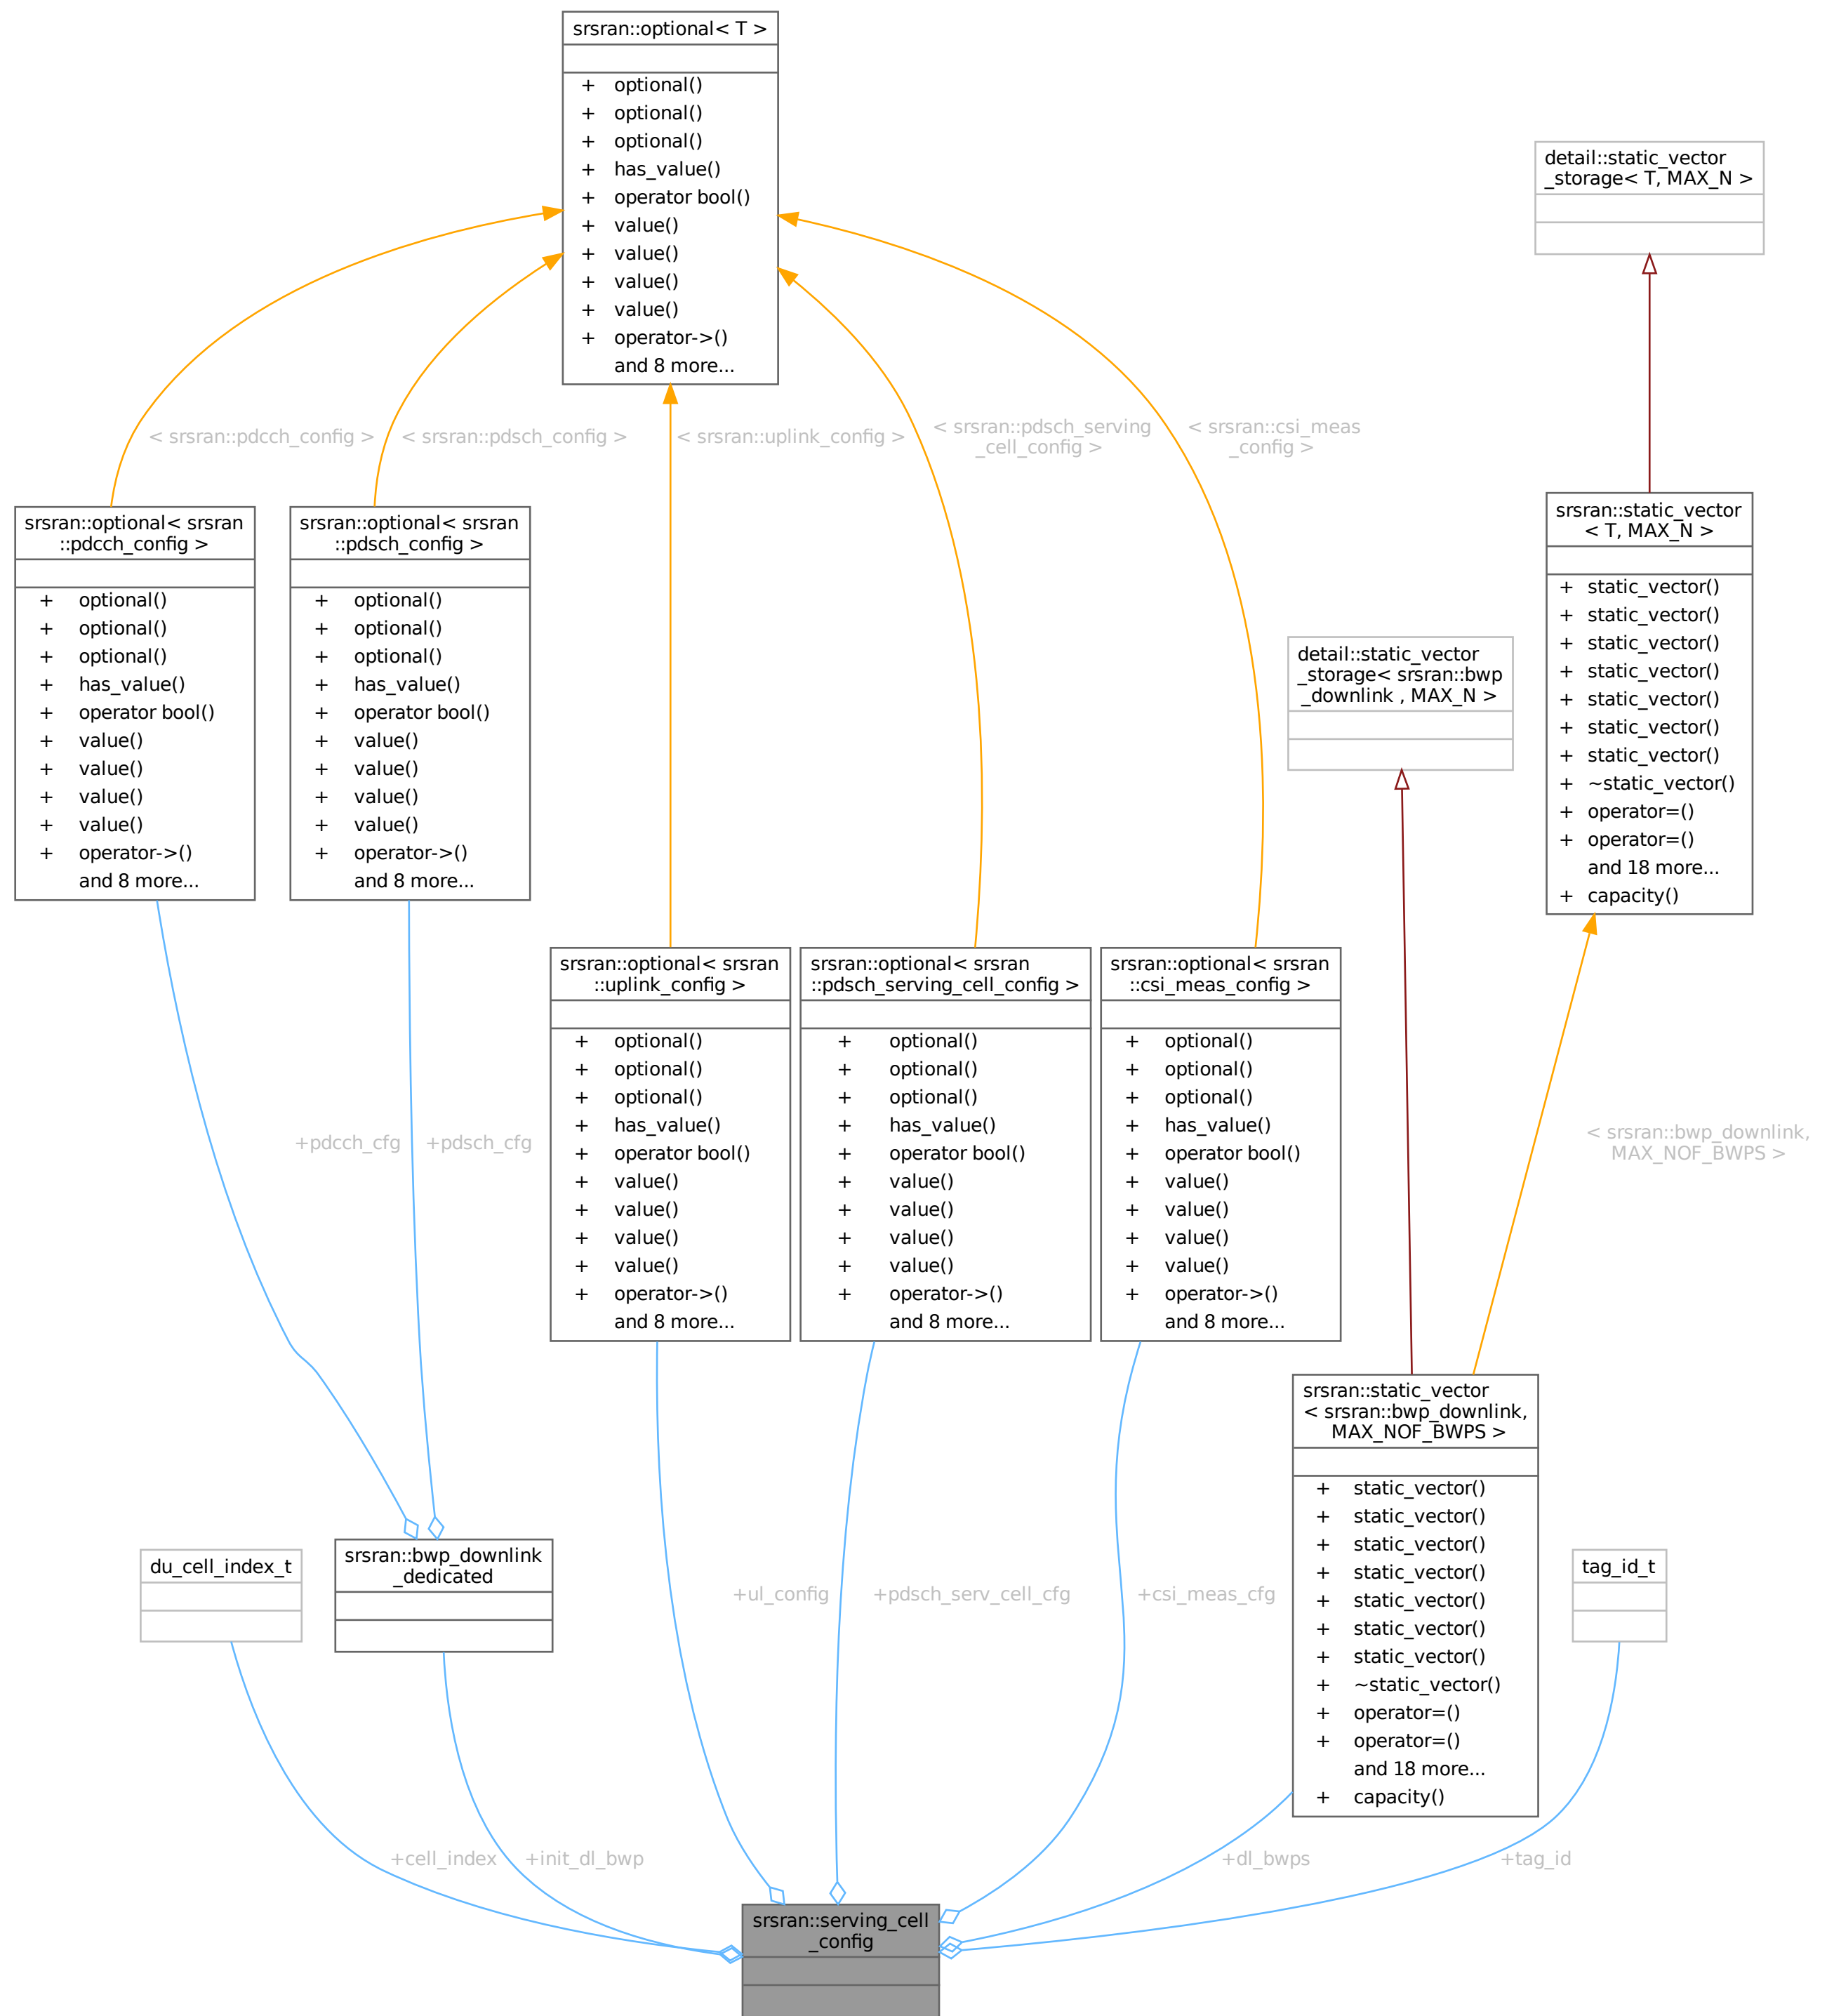 srsran::optional< T >
+ optional()
+ optional()
+ optional()
+ has_value()
+ operator bool()
+ value()
+ value()
+ value()
+ value()
+ operator->()
and 8 more...
detail::static_vector
_storage< T, MAX_N >
< srsran::pdcch_config >
< srsran::pdsch_config >
< srsran::uplink_config >
< srsran::pdsch_serving
_cell_config >
< srsran::csi_meas
_config >
srsran::optional< srsran
::pdcch_config >
+ optional()
+ optional()
+ optional()
+ has_value()
+ operator bool()
+ value()
+ value()
+ value()
+ value()
+ operator->()
and 8 more...
srsran::optional< srsran
::pdsch_config >
+ optional()
+ optional()
+ optional()
+ has_value()
+ operator bool()
+ value()
+ value()
+ value()
+ value()
+ operator->()
and 8 more...
detail::static_vector
_storage< srsran::bwp
_downlink , MAX_N >
srsran::static_vector
< T, MAX_N >
+ static_vector()
+ static_vector()
+ static_vector()
+ static_vector()
+ static_vector()
+ static_vector()
+ static_vector()
+ ~static_vector()
+ operator=()
+ operator=()
and 18 more...
+ capacity()
srsran::optional< srsran
::uplink_config >
+ optional()
+ optional()
+ optional()
+ has_value()
+ operator bool()
+ value()
+ value()
+ value()
+ value()
+ operator->()
and 8 more...
srsran::optional< srsran
::pdsch_serving_cell_config >
+ optional()
+ optional()
+ optional()
+ has_value()
+ operator bool()
+ value()
+ value()
+ value()
+ value()
+ operator->()
and 8 more...
srsran::optional< srsran
::csi_meas_config >
+ optional()
+ optional()
+ optional()
+ has_value()
+ operator bool()
+ value()
+ value()
+ value()
+ value()
+ operator->()
and 8 more...
+pdcch_cfg
+pdsch_cfg
< srsran::bwp_downlink,
MAX_NOF_BWPS >
srsran::static_vector
< srsran::bwp_downlink,
MAX_NOF_BWPS >
+ static_vector()
+ static_vector()
+ static_vector()
+ static_vector()
+ static_vector()
+ static_vector()
+ static_vector()
+ ~static_vector()
+ operator=()
+ operator=()
and 18 more...
+ capacity()
du_cell_index_t
srsran::bwp_downlink
_dedicated
+ul_config
+pdsch_serv_cell_cfg
+csi_meas_cfg
tag_id_t
+cell_index
+init_dl_bwp
+dl_bwps
+tag_id
srsran::serving_cell
_config